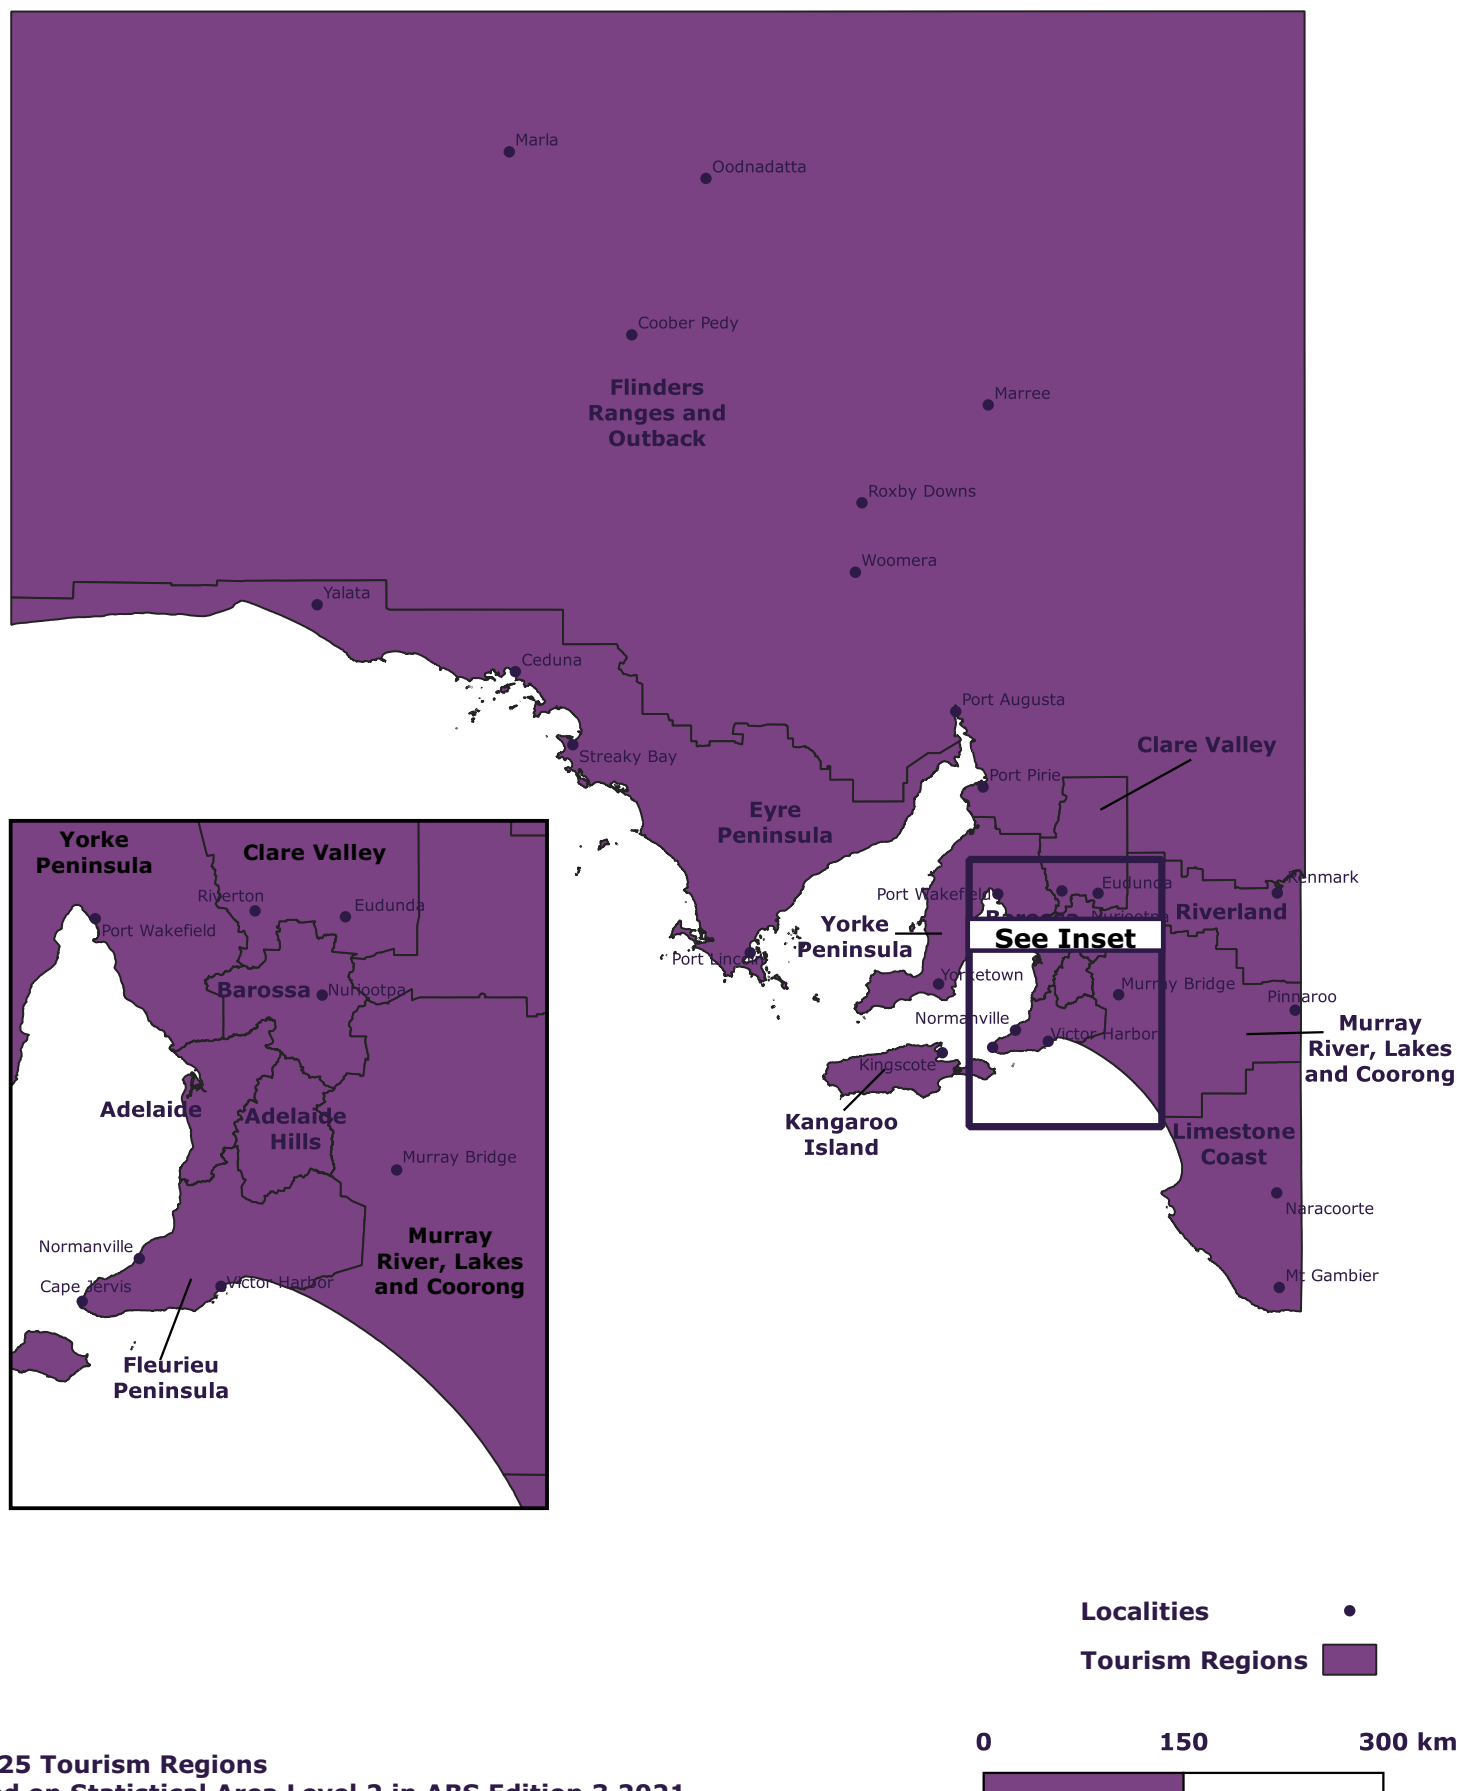 Marla
Oodnadatta
Coober Pedy
Flinders
Ranges and
Outback
Marree
Roxby Downs
Woomera
Yalata
Ceduna
Port Augusta
Streaky Bay
Clare Valley
Port Pirie
Eyre
Peninsula
Port Wakefield
Eudunda
Renmark
Barossa
Nuriootpa
Riverland
Yorke
Peninsula
See Inset
Port Lincoln
Yorketown
Murray Bridge
Pinnaroo
Normanville
Victor Harbor
Murray
River, Lakes
and Coorong
Kingscote
Kangaroo
Island
Limestone
Coast
Naracoorte
Mt Gambier
Yorke
Peninsula
Clare Valley
Riverton
Eudunda
Port Wakefield
Barossa
Nuriootpa
Adelaide
Adelaide
Hills
Murray Bridge
Normanville
Murray
River, Lakes
and Coorong
Cape Jervis
Victor Harbor
Fleurieu
Peninsula
Localities
Tourism Regions
0 150 300 km
25 Tourism Regions